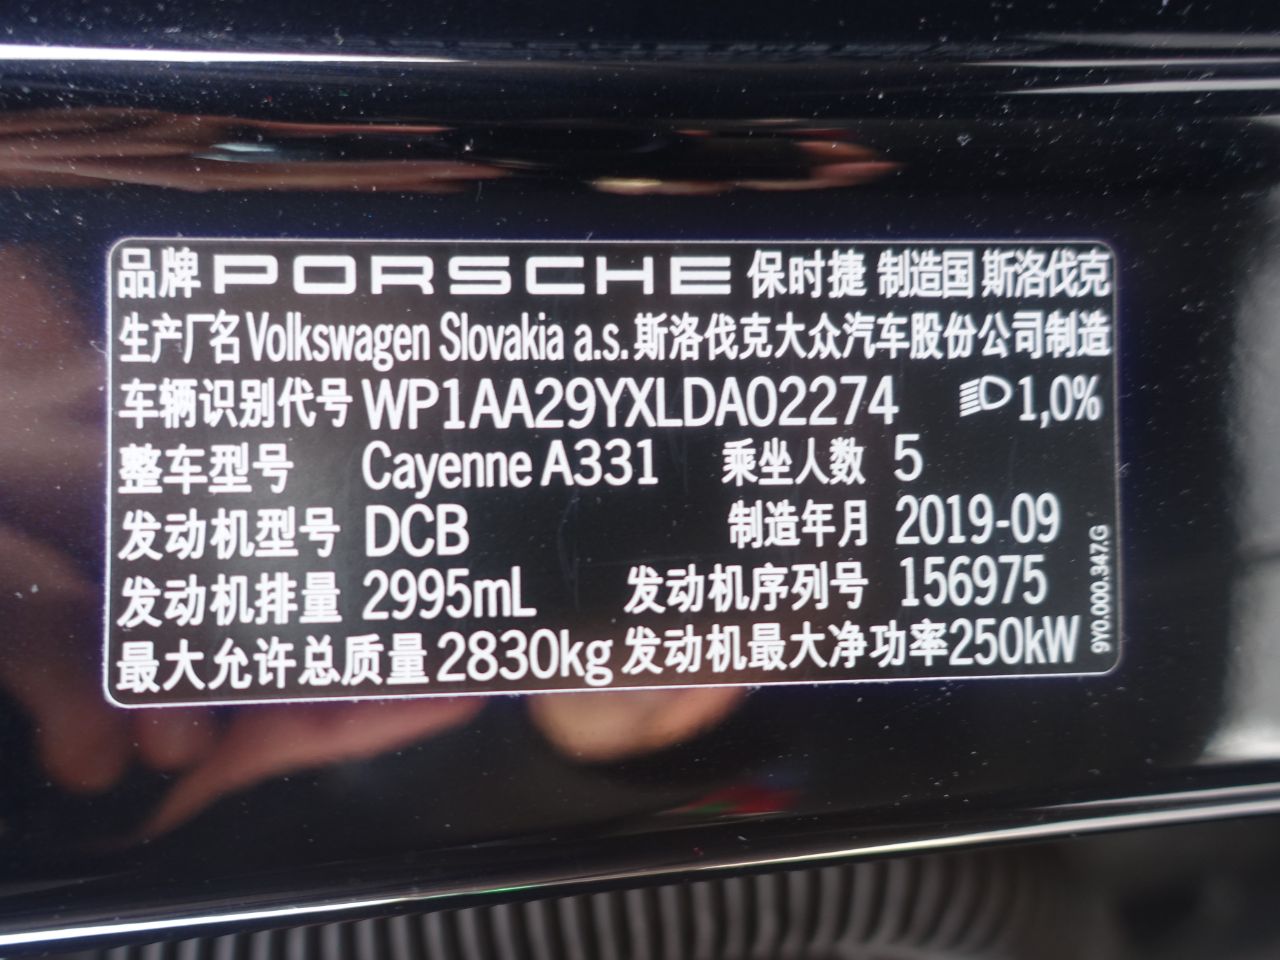 品牌 PORSCHE 保时捷 制造国 斯洛伐克
生产厂名 Volkswagen Slovakia a.s. 斯洛伐克大众汽车股份公司制造
车辆识别代号 WP1AA29YXLDA02274 1,0%
整车型号 Cayenne A331 乘坐人数 5
发动机型号 DCB 制造年月 2019-09
发动机排量 2995mL 发动机序列号 156975
最大允许总质量 2830kg 发动机最大净功率 250kW
9Y0.000.347.G